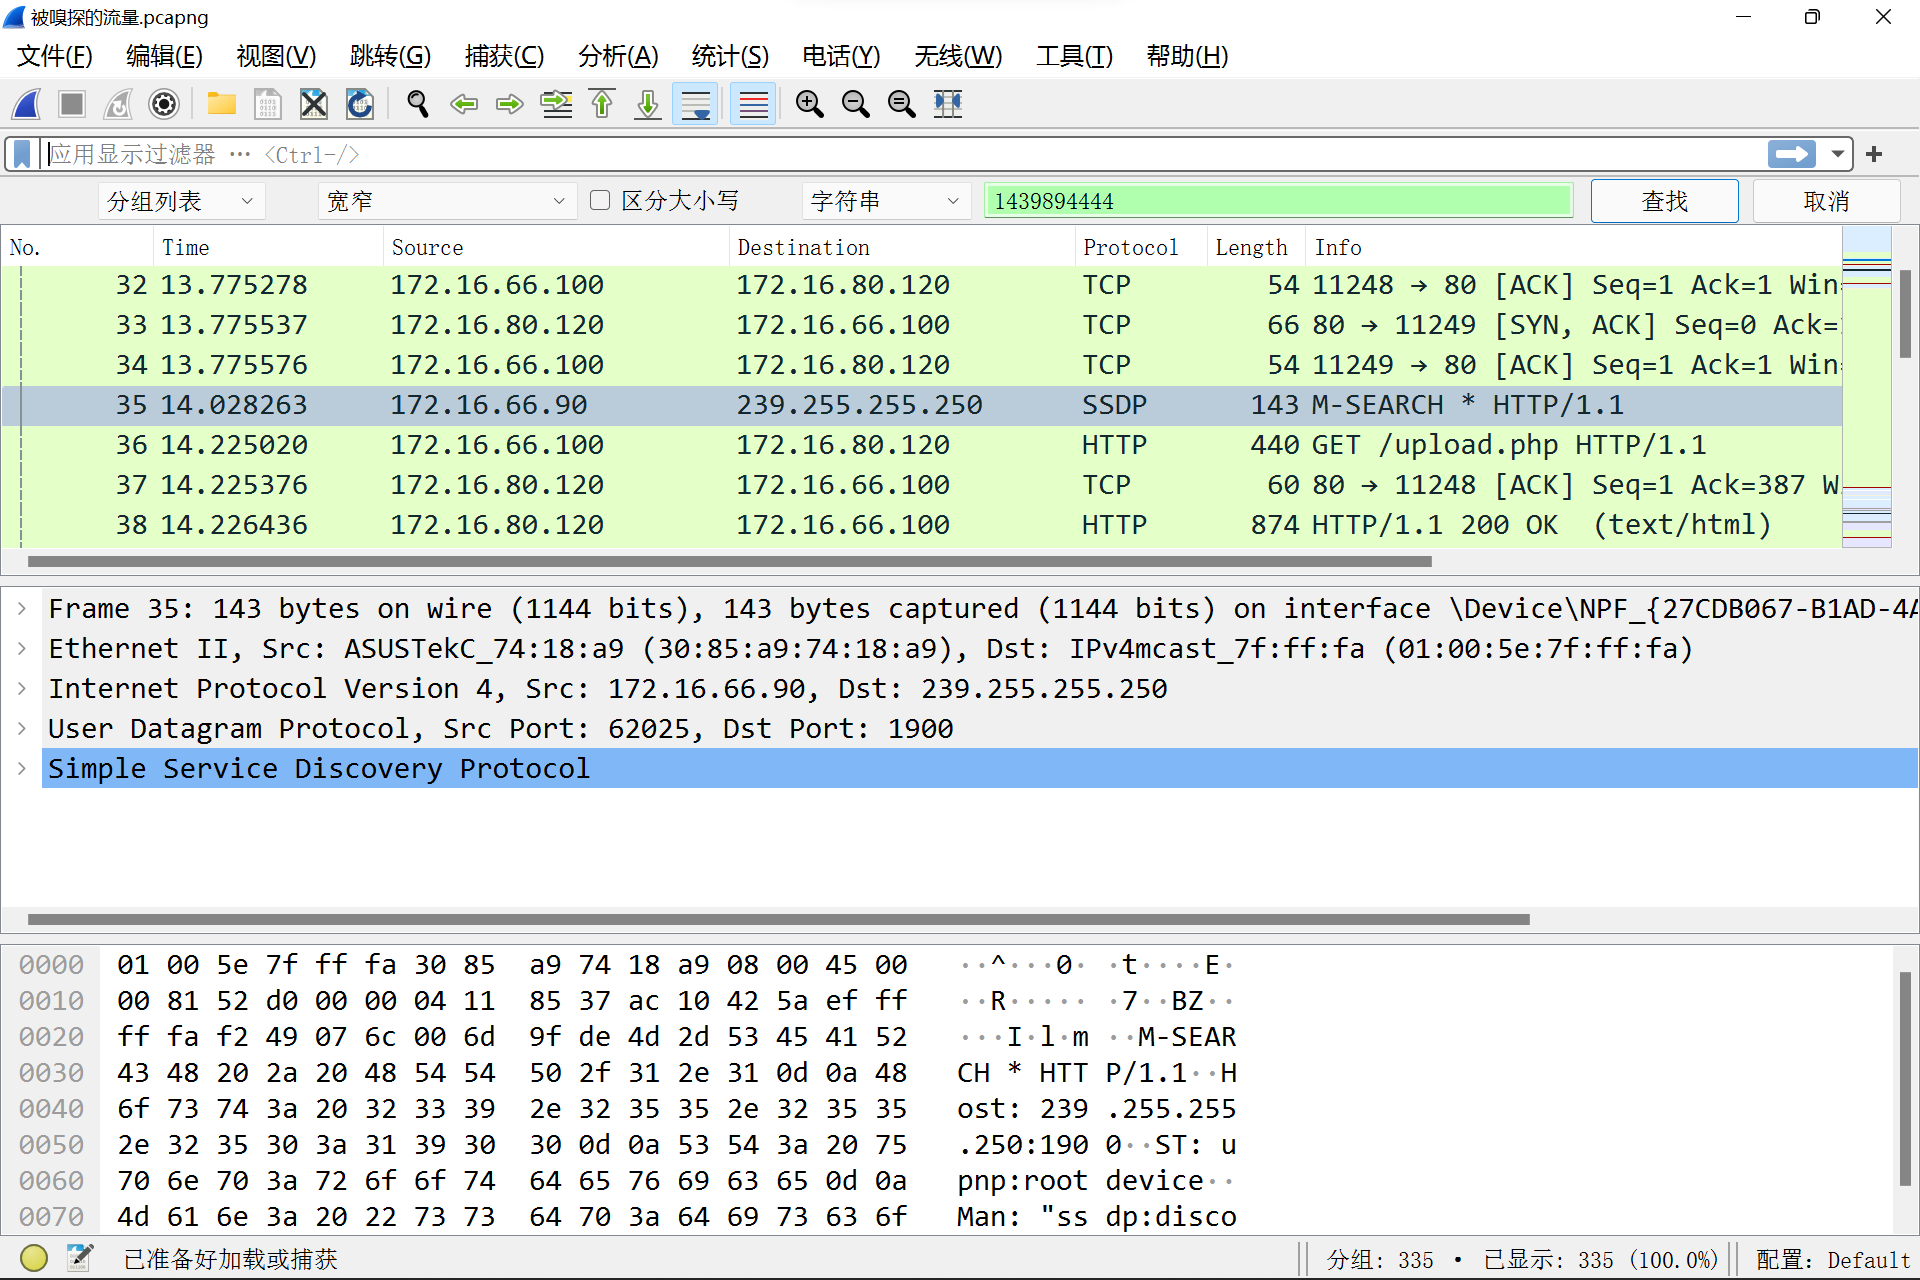 被嗅探的流量.pcapng
文件(F) 编辑(E) 视图(V) 跳转(G) 捕获(C) 分析(A) 统计(S) 电话(Y) 无线(W) 工具(T) 帮助(H)
应用显示过滤器 … <Ctrl-/>
分组列表 宽窄 区分大小写 字符串 1439894444 查找 取消
No. Time Source Destination Protocol Length Info
32 13.775278 172.16.66.100 172.16.80.120 TCP 54 11248 → 80 [ACK] Seq=1 Ack=1 Win
33 13.775537 172.16.80.120 172.16.66.100 TCP 66 80 → 11249 [SYN, ACK] Seq=0 Ack=
34 13.775576 172.16.66.100 172.16.80.120 TCP 54 11249 → 80 [ACK] Seq=1 Ack=1 Win
35 14.028263 172.16.66.90 239.255.255.250 SSDP 143 M-SEARCH * HTTP/1.1
36 14.225020 172.16.66.100 172.16.80.120 HTTP 440 GET /upload.php HTTP/1.1
37 14.225376 172.16.80.120 172.16.66.100 TCP 60 80 → 11248 [ACK] Seq=1 Ack=387 W
38 14.226436 172.16.80.120 172.16.66.100 HTTP 874 HTTP/1.1 200 OK (text/html)
Frame 35: 143 bytes on wire (1144 bits), 143 bytes captured (1144 bits) on interface \Device\NPF_{27CDB067-B1AD-4A
Ethernet II, Src: ASUSTekC_74:18:a9 (30:85:a9:74:18:a9), Dst: IPv4mcast_7f:ff:fa (01:00:5e:7f:ff:fa)
Internet Protocol Version 4, Src: 172.16.66.90, Dst: 239.255.255.250
User Datagram Protocol, Src Port: 62025, Dst Port: 1900
Simple Service Discovery Protocol
0000 01 00 5e 7f ff fa 30 85 a9 74 18 a9 08 00 45 00 ··^···0· ·t····E·
0010 00 81 52 d0 00 00 04 11 85 37 ac 10 42 5a ef ff ··R····· ·7··BZ··
0020 ff fa f2 49 07 6c 00 6d 9f de 4d 2d 53 45 41 52 ···I·l·m ··M-SEAR
0030 43 48 20 2a 20 48 54 54 50 2f 31 2e 31 0d 0a 48 CH * HTT P/1.1··H
0040 6f 73 74 3a 20 32 33 39 2e 32 35 35 2e 32 35 35 ost: 239 .255.255
0050 2e 32 35 30 3a 31 39 30 30 0d 0a 53 54 3a 20 75 .250:190 0··ST: u
0060 70 6e 70 3a 72 6f 6f 74 64 65 76 69 63 65 0d 0a pnp:root device··
0070 4d 61 6e 3a 20 22 73 73 64 70 3a 64 69 73 63 6f Man: "ss dp:disco
已准备好加载或捕获 分组: 335 · 已显示: 335 (100.0%) 配置: Default